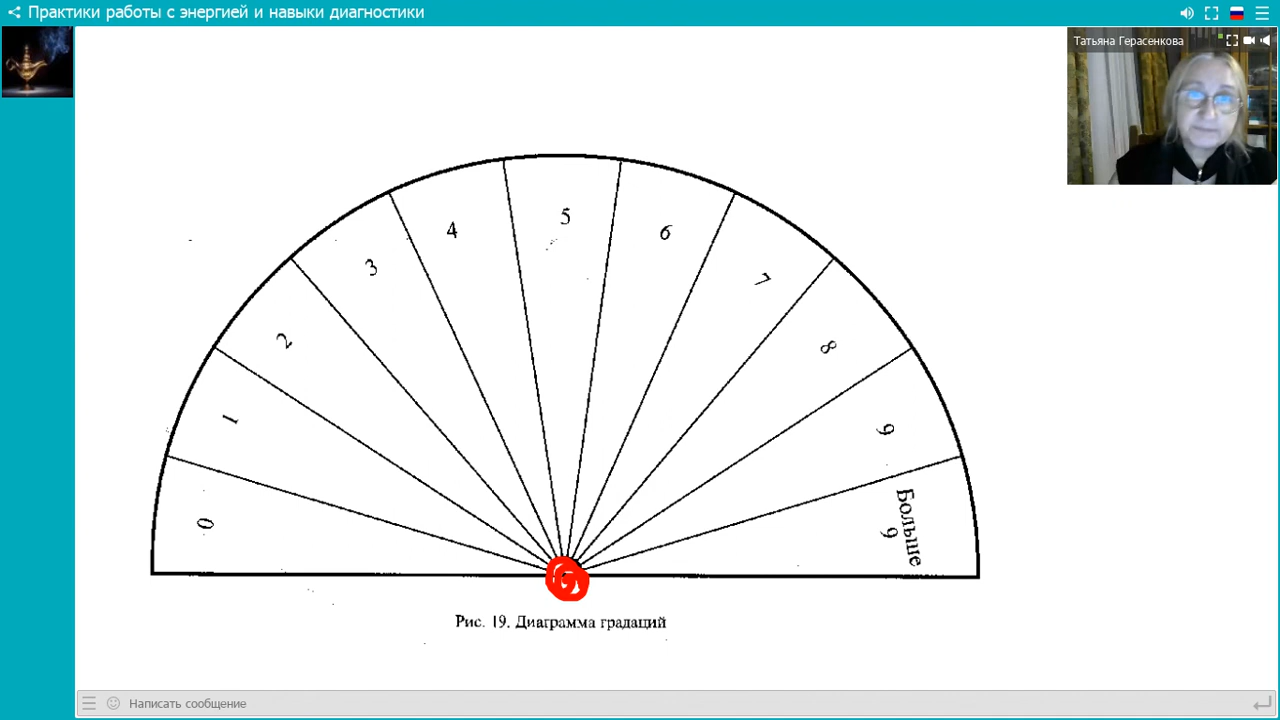 Практики работы с энергией и навыки диагностики
Татьяна Герасенкова
0
1
2
3
4
5
6
7
8
9
Больше
9
Рис. 19. Диаграмма градаций
Написать сообщение